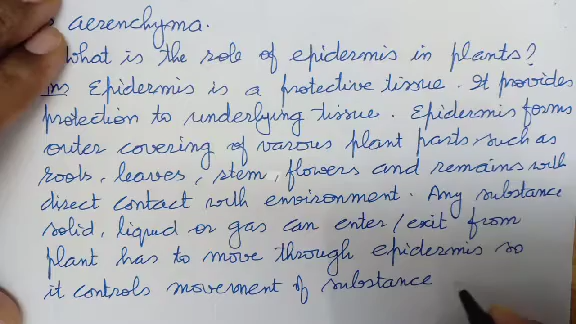 aerenchyma.
What is the role of epidermis in plants?
Ans Epidermis is a protective tissue. It provides
protection to underlying tissue. Epidermis forms
outer covering of various plant parts, such as
roots, leaves, stem, flowers and remains with
direct contact with environment. Any substance
solid, liquid or gas can enter/exit from
plant has to move through epidermis so
it controls movement of substance